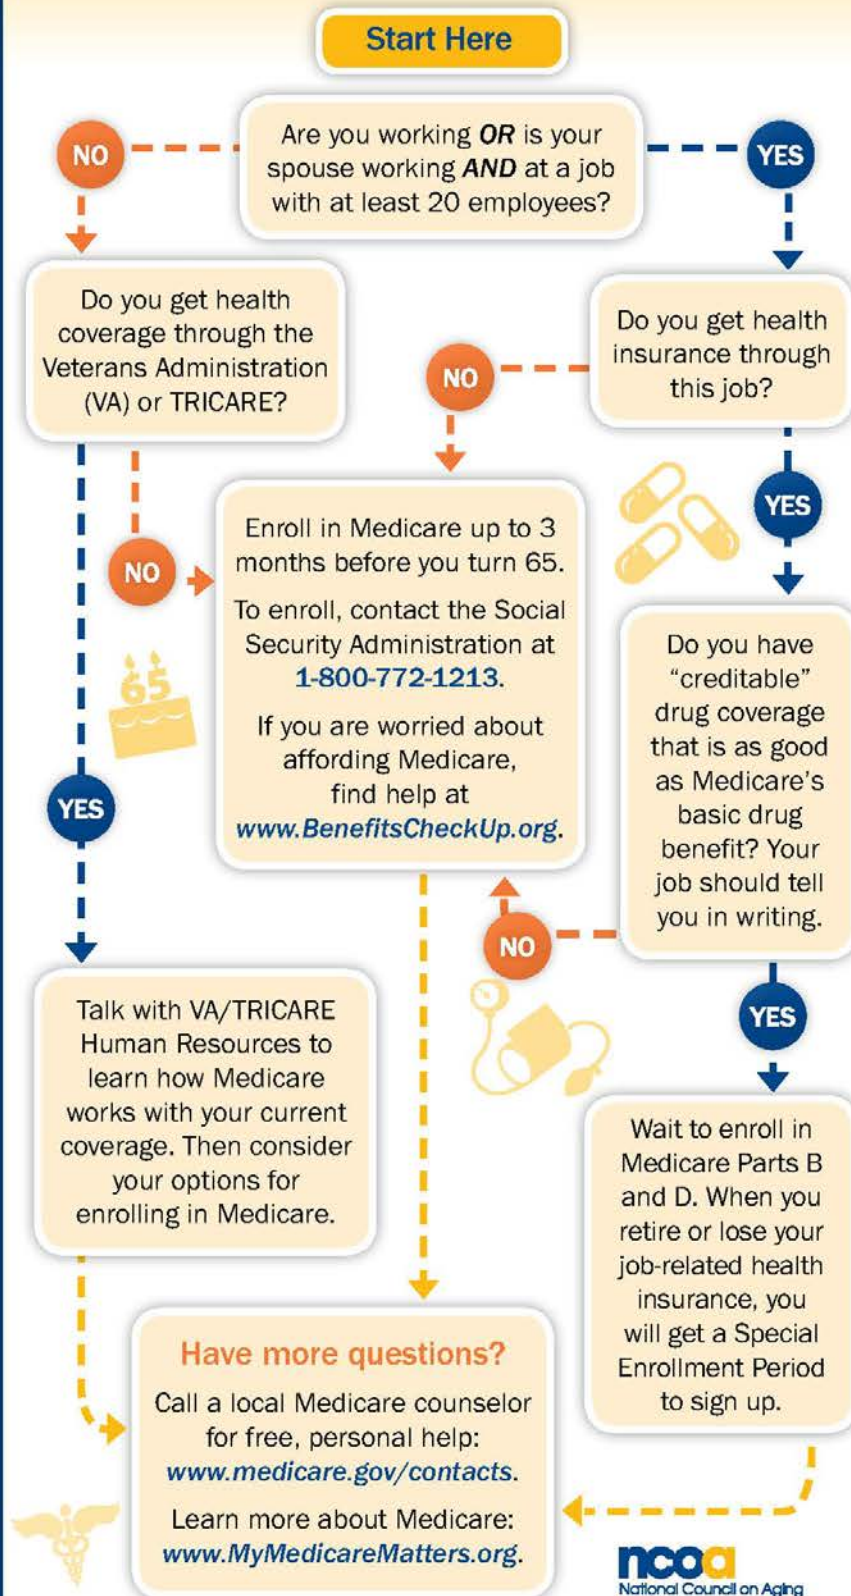 Start Here
Are you working OR is your
spouse working AND at a job
with at least 20 employees?
NO
YES
Do you get health
coverage through the
Veterans Administration
(VA) or TRICARE?
Do you get health
insurance through
this job?
NO
YES
NO
Enroll in Medicare up to 3
months before you turn 65.
To enroll, contact the Social
Security Administration at
1-800-772-1213.
If you are worried about
affording Medicare,
find help at
www.BenefitsCheckUp.org.
65
Do you have
“creditable”
drug coverage
that is as good
as Medicare's
basic drug
benefit? Your
job should tell
you in writing.
YES
NO
YES
Talk with VA/TRICARE
Human Resources to
learn how Medicare
works with your current
coverage. Then consider
your options for
enrolling in Medicare.
Wait to enroll in
Medicare Parts B
and D. When you
retire or lose your
job-related health
insurance, you
will get a Special
Enrollment Period
to sign up.
Have more questions?
Call a local Medicare counselor
for free, personal help:
www.medicare.gov/contacts.
Learn more about Medicare:
www.MyMedicareMatters.org.
ncoa
National Council on Aging